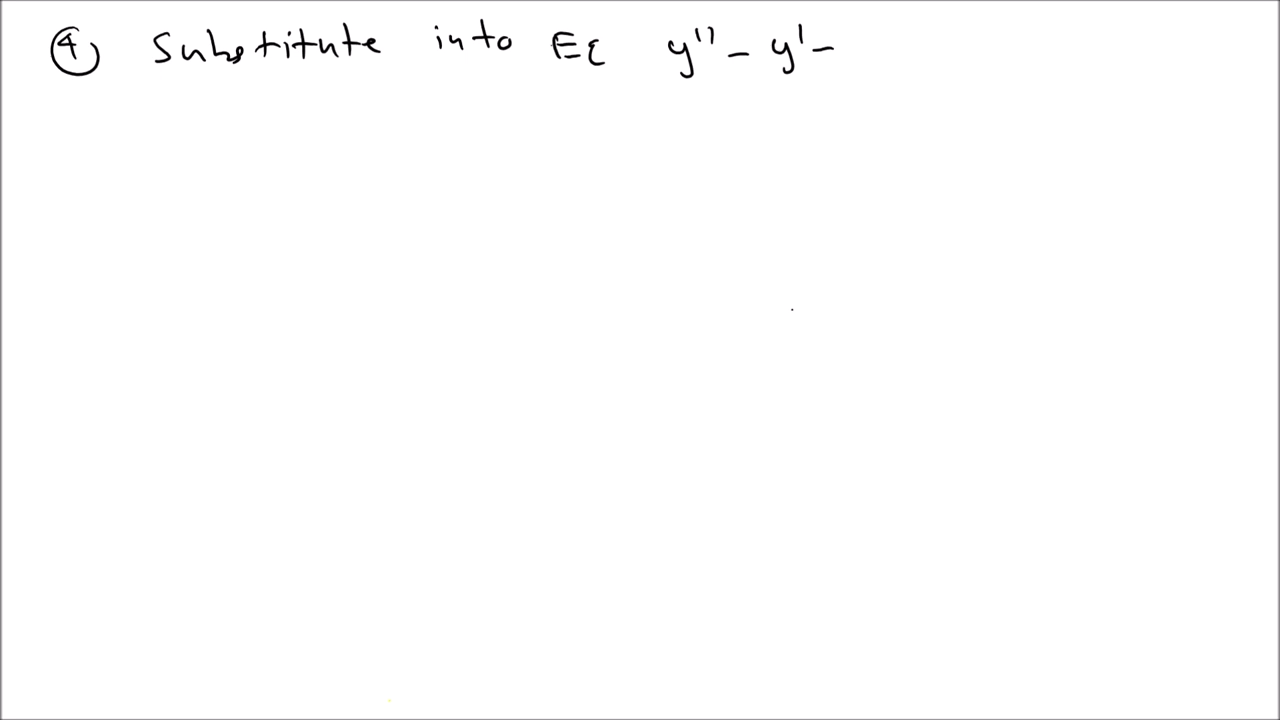 ④ Substitute into Eq y'' - y' -